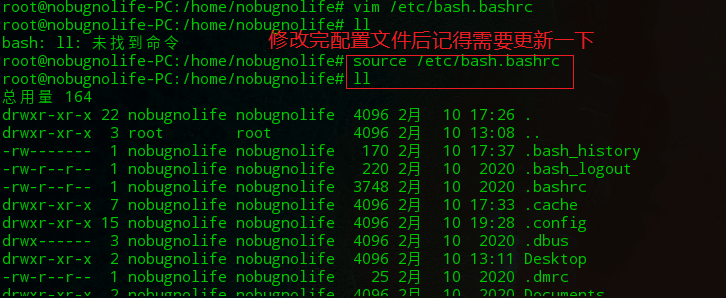 root@nobugnolife-PC:/home/nobugnolife# vim /etc/bash.bashrc
root@nobugnolife-PC:/home/nobugnolife# ll
bash: ll: 未找到命令
修改完配置文件后记得需要更新一下
root@nobugnolife-PC:/home/nobugnolife# source /etc/bash.bashrc
root@nobugnolife-PC:/home/nobugnolife# ll
总用量 164
drwxr-xr-x 22 nobugnolife nobugnolife 4096 2月 10 17:26 .
drwxr-xr-x 3 root root 4096 2月 10 13:08 ..
-rw------- 1 nobugnolife nobugnolife 170 2月 10 17:37 .bash_history
-rw-r--r-- 1 nobugnolife nobugnolife 220 2月 10 2020 .bash_logout
-rw-r--r-- 1 nobugnolife nobugnolife 3748 2月 10 2020 .bashrc
drwxr-xr-x 7 nobugnolife nobugnolife 4096 2月 10 17:33 .cache
drwxr-xr-x 15 nobugnolife nobugnolife 4096 2月 10 19:28 .config
drwx------ 3 nobugnolife nobugnolife 4096 2月 10 2020 .dbus
drwxr-xr-x 2 nobugnolife nobugnolife 4096 2月 10 13:11 Desktop
-rw-r--r-- 1 nobugnolife nobugnolife 25 2月 10 2020 .dmrc
drwxr-xr-x 2 nobugnolife nobugnolife 4096 2月 10 2020 Documents